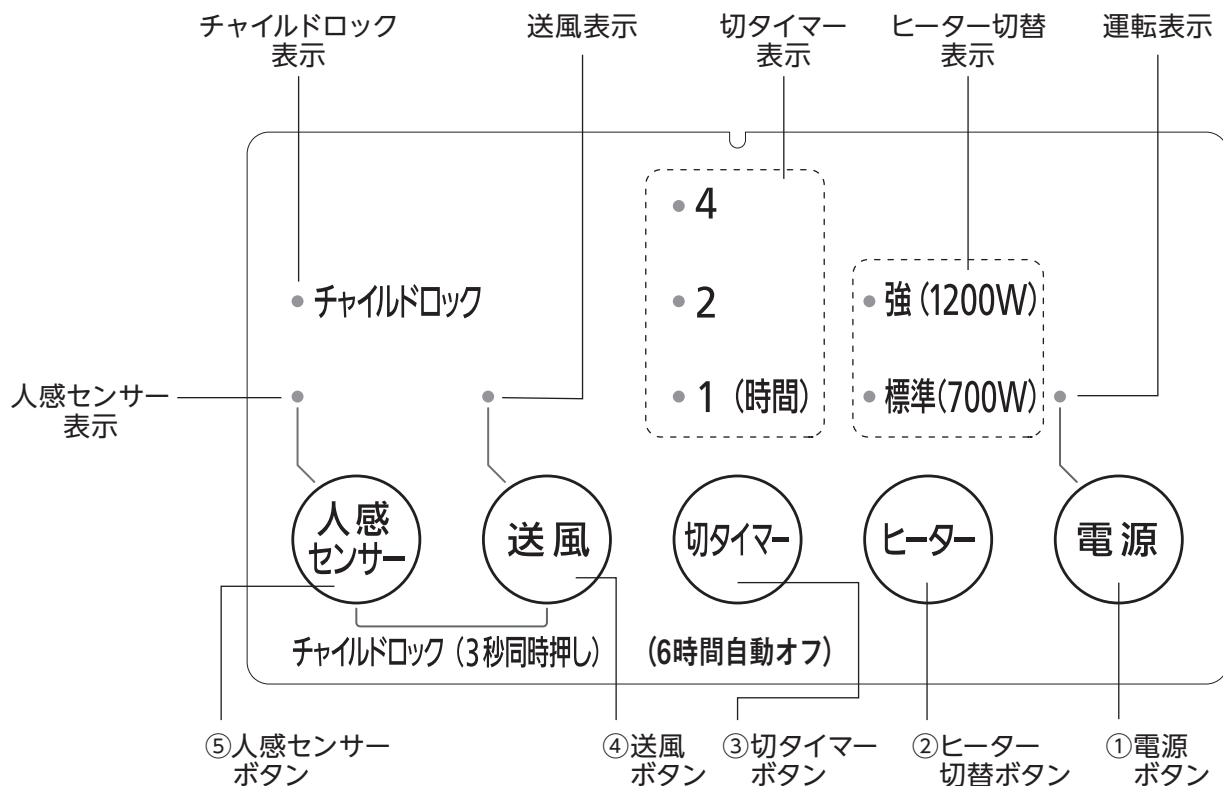 チャイルドロック
表示
送風表示
切タイマー
表示
ヒーター切替
表示
運転表示
4
チャイルドロック
2
強(1200W)
人感センサー
表示
1(時間)
標準(700W)
人感
センサー
送風
切タイマー
ヒーター
電源
チャイルドロック(3秒同時押し)
(6時間自動オフ)
⑤人感センサー
ボタン
④送風
ボタン
③切タイマー
ボタン
②ヒーター
切替ボタン
①電源
ボタン